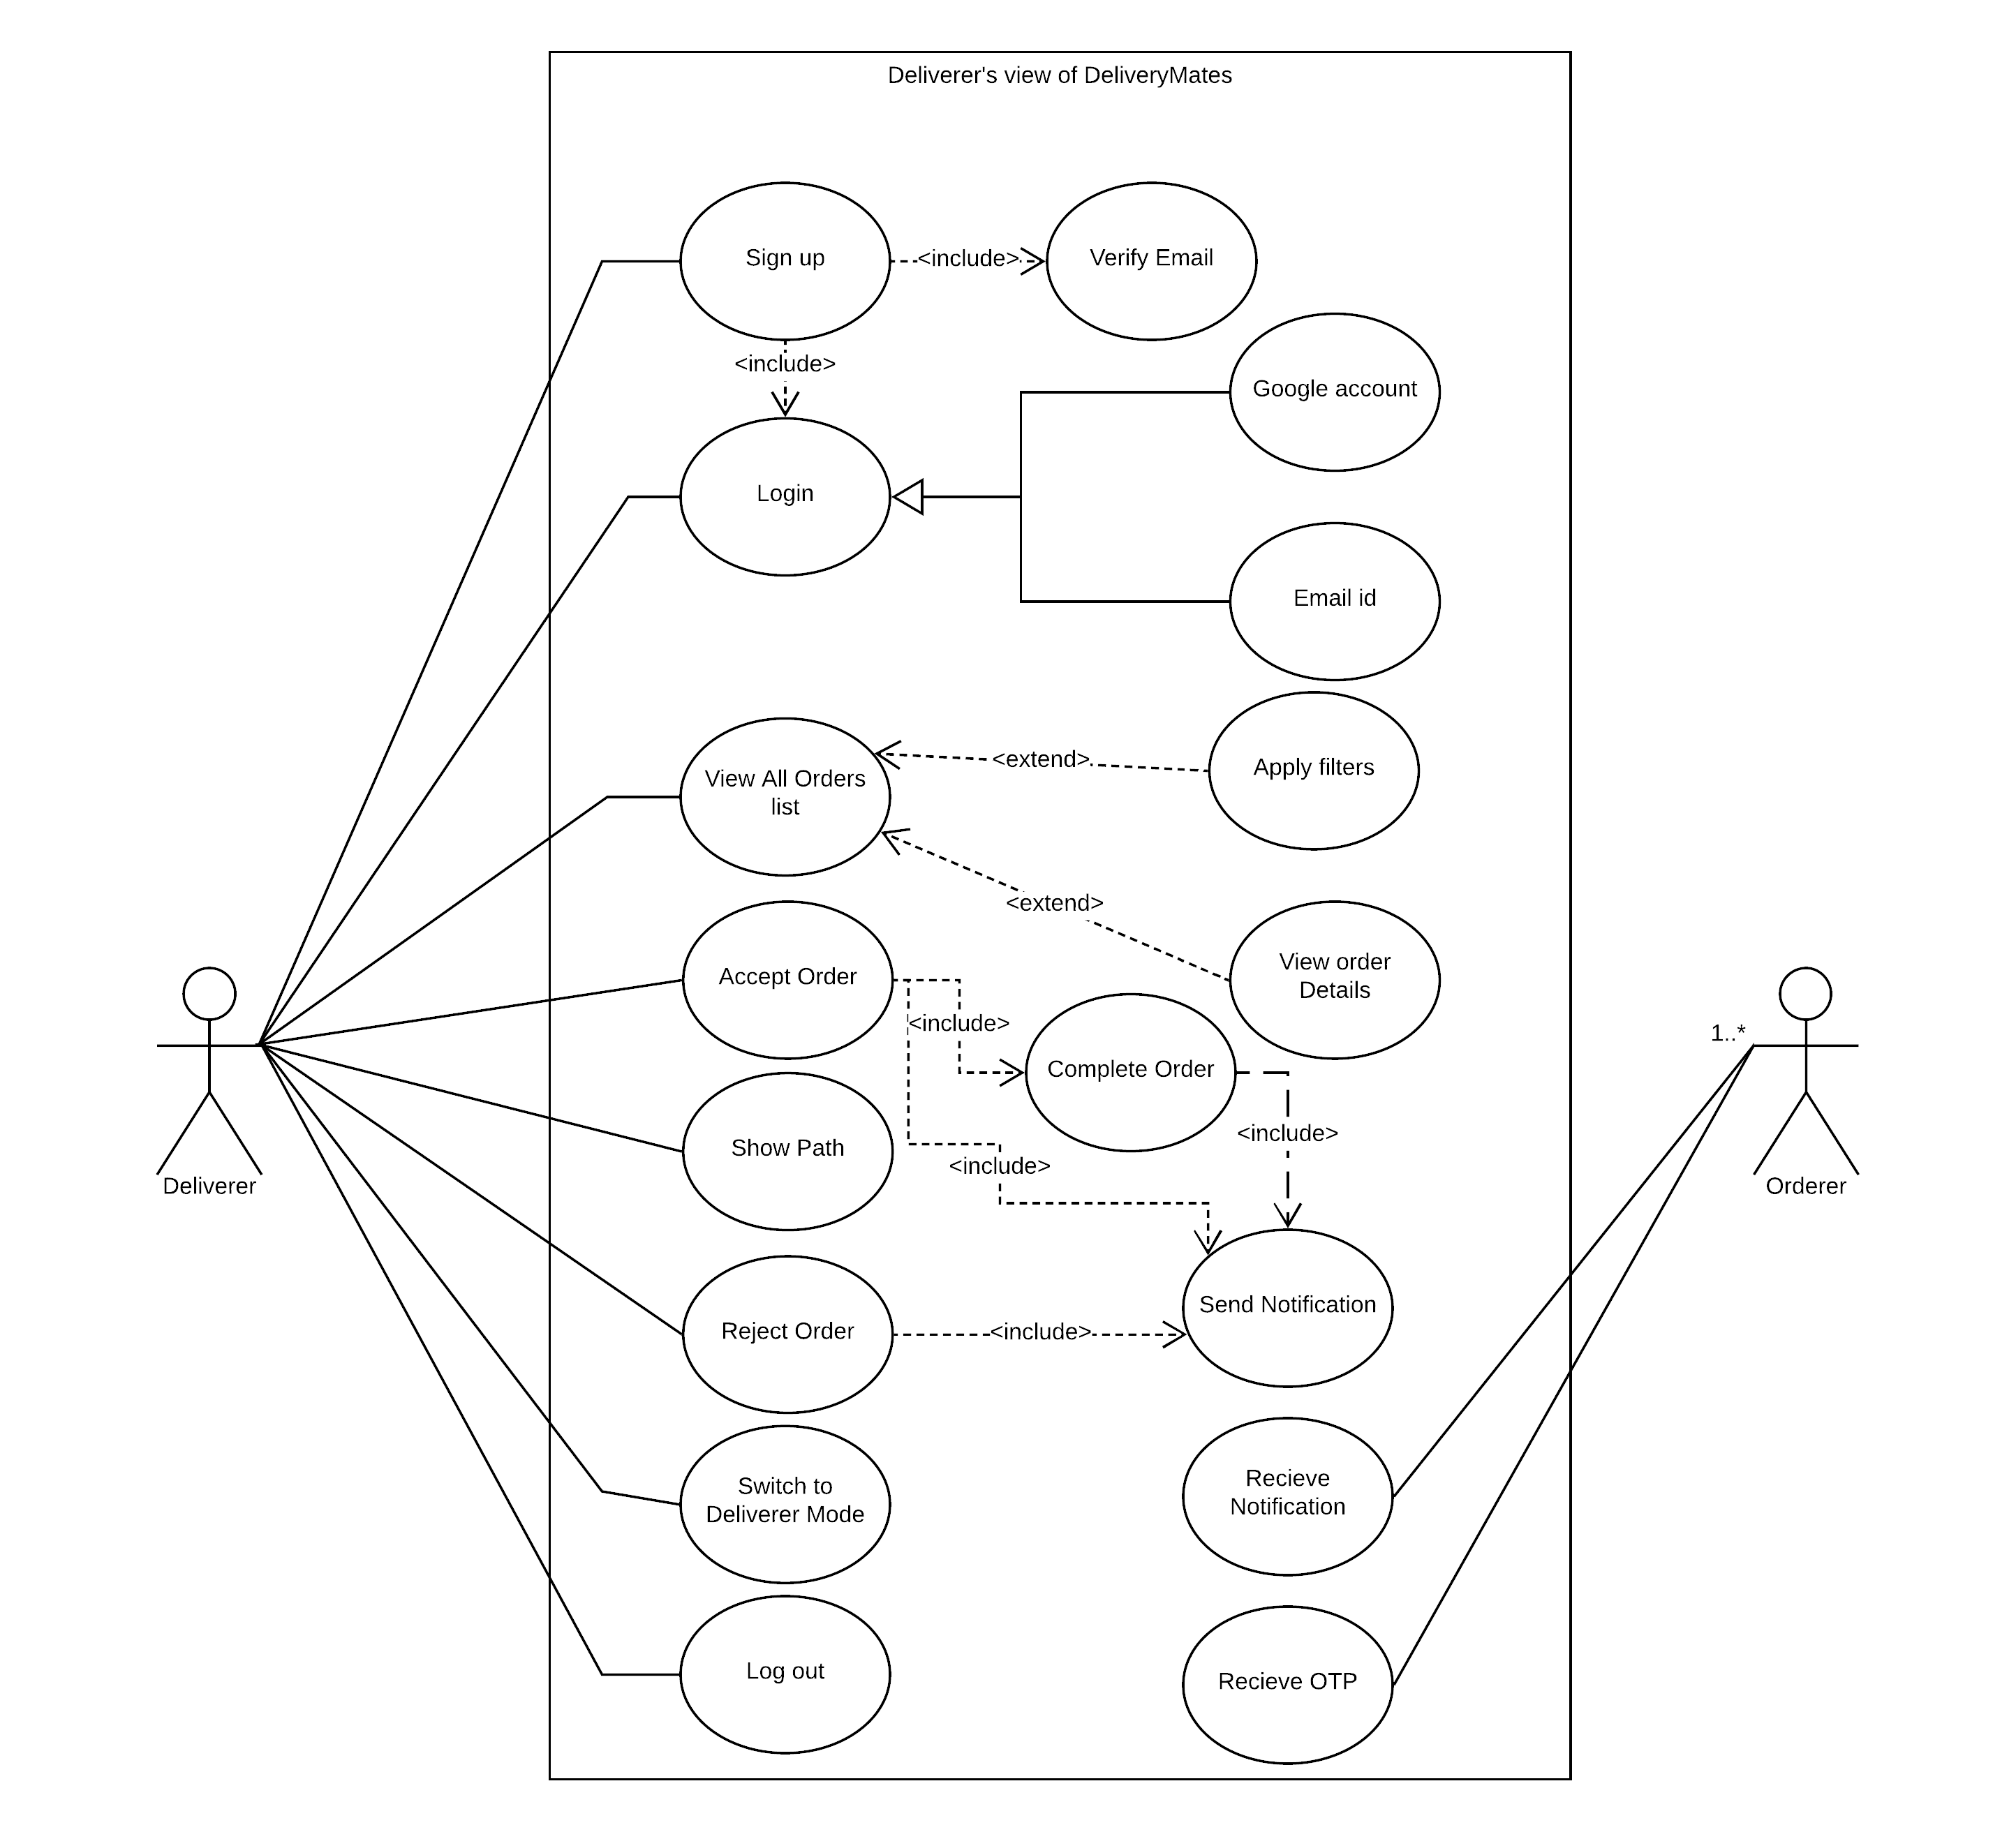 Deliverer's view of DeliveryMates
Sign up
<include>
Verify Email
<include>
Google account
Login
Email id
View All Orders
list
<extend>
Apply filters
<extend>
View order
Details
Accept Order
<include>
Complete Order
1..*
Show Path
<include>
<include>
Deliverer
Orderer
Reject Order
<include>
Send Notification
Switch to
Deliverer Mode
Recieve
Notification
Log out
Recieve OTP